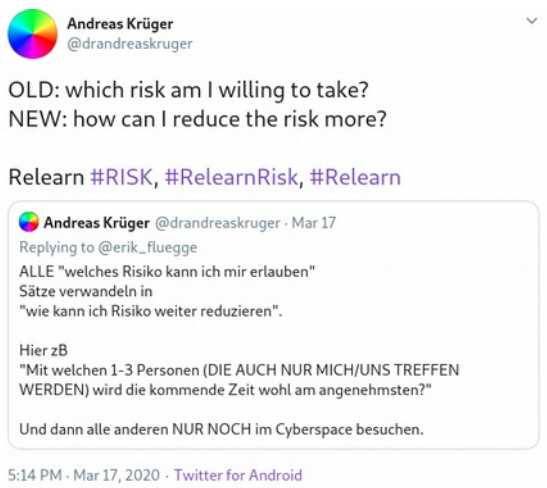 Andreas Krüger
@drandreaskruger
OLD: which risk am I willing to take?
NEW: how can I reduce the risk more?
Relearn #RISK, #RelearnRisk, #Relearn
Andreas Krüger @drandreaskruger · Mar 17
Replying to @erik_fluegge
ALLE "welches Risiko kann ich mir erlauben"
Sätze verwandeln in
"wie kann ich Risiko weiter reduzieren".
Hier zB
"Mit welchen 1-3 Personen (DIE AUCH NUR MICH/UNS TREFFEN
WERDEN) wird die kommende Zeit wohl am angenehmsten?"
Und dann alle anderen NUR NOCH im Cyberspace besuchen.
5:14 PM · Mar 17, 2020 · Twitter for Android